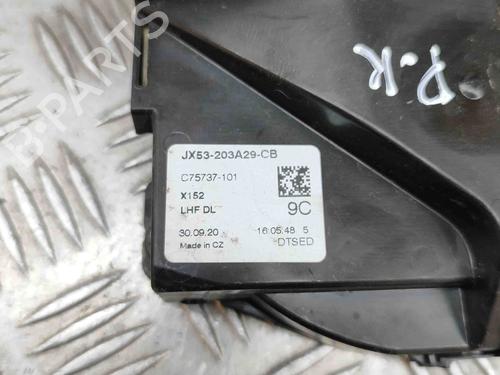 P-K
JX53-203A29-CB
C75737-101
X152
LHF DL
9C
30.09.20 16:05:48 5
Made in CZ DTSED
B-PARTS